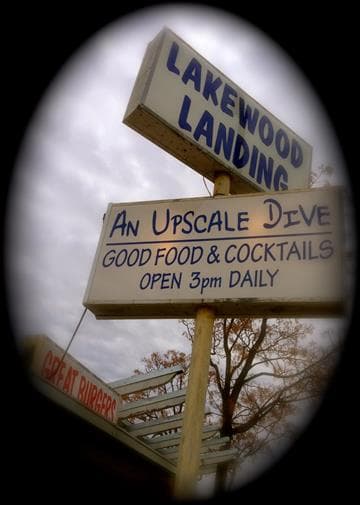 LAKEWOOD
LANDING
AN UPSCALE DIVE
GOOD FOOD & COCKTAILS
OPEN 3pm DAILY
GREAT BURGERS